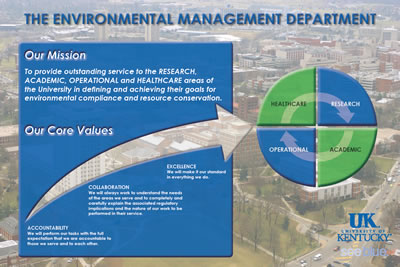 THE ENVIRONMENTAL MANAGEMENT DEPARTMENT
Our Mission
To provide outstanding service to the RESEARCH,
ACADEMIC, OPERATIONAL and HEALTHCARE areas of
the University in defining and achieving their goals for
environmental compliance and resource conservation.
Our Core Values
EXCELLENCE
We will make it our standard
in everything we do.
COLLABORATION
We will always work to understand the needs
of the areas we serve and to completely and
carefully explain the associated regulatory
implications and the nature of our work to be
performed in their service.
ACCOUNTABILITY
We will perform our tasks with the full
expectation that we are accountable to
those we serve and to each other.
HEALTHCARE
RESEARCH
OPERATIONAL
ACADEMIC
UK
UNIVERSITY OF
KENTUCKY